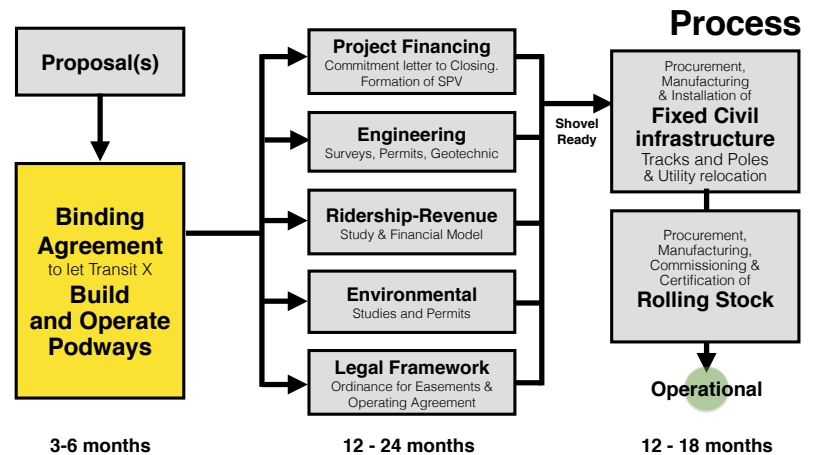 Process
Proposal(s)
Binding
Agreement
to let Transit X
Build
and Operate
Podways
3-6 months
Project Financing
Commitment letter to Closing.
Formation of SPV
Engineering
Surveys, Permits, Geotechnic
Ridership-Revenue
Study & Financial Model
Environmental
Studies and Permits
Legal Framework
Ordinance for Easements &
Operating Agreement
12 - 24 months
Shovel
Ready
Procurement,
Manufacturing
& Installation of
Fixed Civil
infrastructure
Tracks and Poles
& Utility relocation
Procurement,
Manufacturing,
Commissioning &
Certification of
Rolling Stock
Operational
12 - 18 months